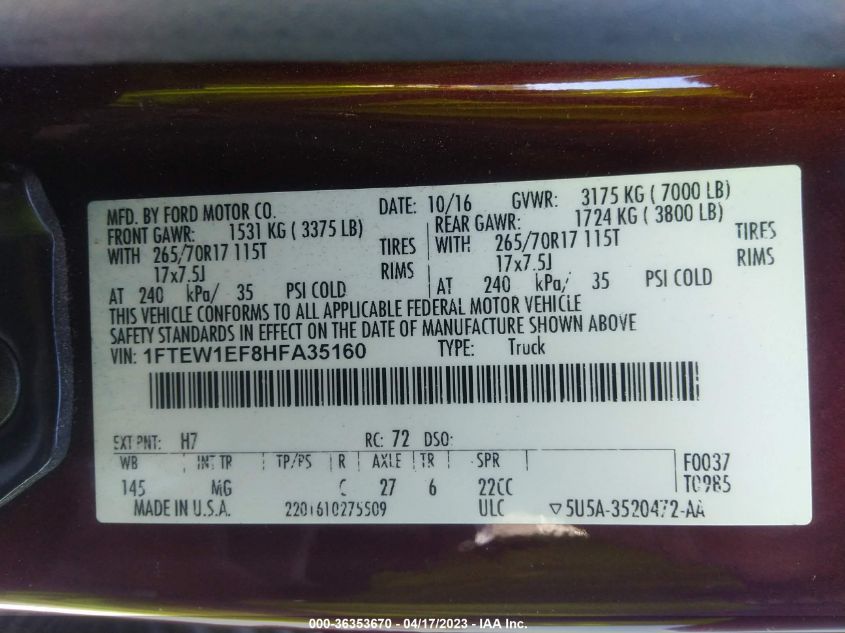 MFD. BY FORD MOTOR CO. DATE: 10/16 GVWR: 3175 KG ( 7000 LB)
FRONT GAWR: 1531 KG ( 3375 LB) REAR GAWR: 1724 KG ( 3800 LB)
WITH 265/70R17 115T TIRES WITH 265/70R17 115T TIRES
17x7.5J RIMS 17x7.5J RIMS
AT 240 kPa/ 35 PSI COLD AT 240 kPa/ 35 PSI COLD
THIS VEHICLE CONFORMS TO ALL APPLICABLE FEDERAL MOTOR VEHICLE
SAFETY STANDARDS IN EFFECT ON THE DATE OF MANUFACTURE SHOWN ABOVE
VIN: 1FTEW1EF8HFA35160 TYPE: Truck
EXT PNT: H7 RC: 72 DSO:
WB INT TR TP/PS R AXLE TR SPR F0037
145 MG C 27 6 22CC T0985
MADE IN U.S.A. 2201610275509 ULC ▽5U5A-3520472-AA
000-36353670 - 04/17/2023 - IAA Inc.